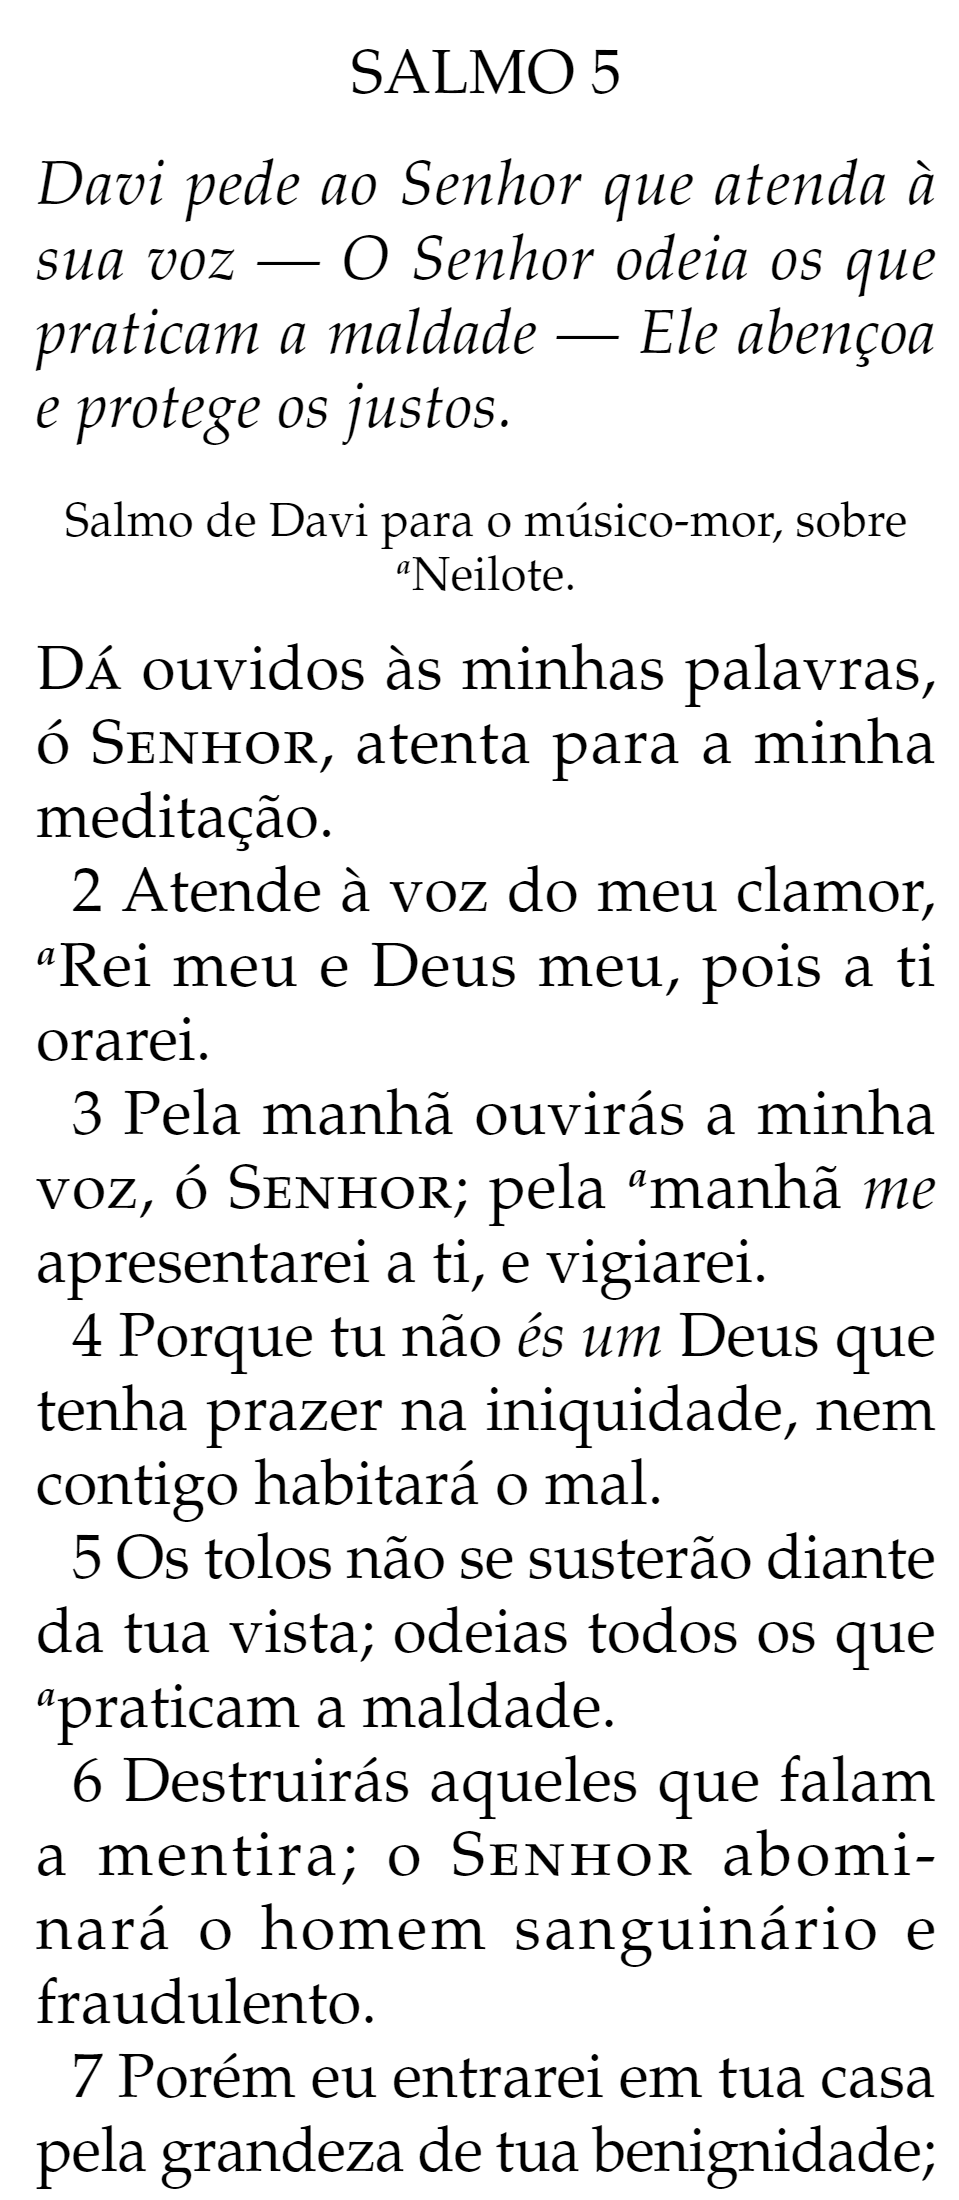 SALMO 5
Davi pede ao Senhor que atenda à
sua voz — O Senhor odeia os que
praticam a maldade — Ele abençoa
e protege os justos.
Salmo de Davi para o músico-mor, sobre
aNeilote.
DÁ ouvidos às minhas palavras,
ó SENHOR, atenta para a minha
meditação.
2 Atende à voz do meu clamor,
aRei meu e Deus meu, pois a ti
orarei.
3 Pela manhã ouvirás a minha
voz, ó SENHOR; pela amanhã me
apresentarei a ti, e vigiarei.
4 Porque tu não és um Deus que
tenha prazer na iniquidade, nem
contigo habitará o mal.
5 Os tolos não se susterão diante
da tua vista; odeias todos os que
apraticam a maldade.
6 Destruirás aqueles que falam
a mentira; o SENHOR abomi-
nará o homem sanguinário e
fraudulento.
7 Porém eu entrarei em tua casa
pela grandeza de tua benignidade;